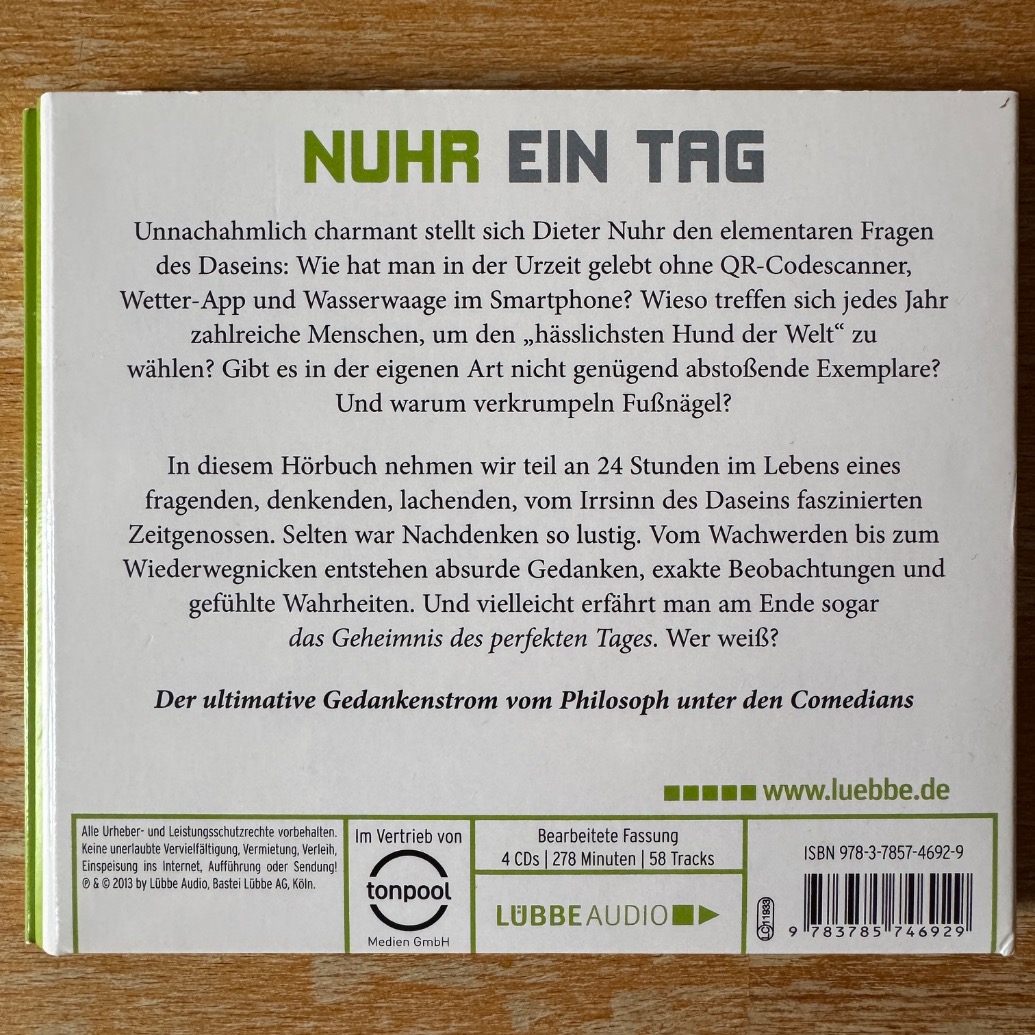 NUHR EIN TAG
Unnachahmlich charmant stellt sich Dieter Nuhr den elementaren Fragen
des Daseins: Wie hat man in der Urzeit gelebt ohne QR-Codescanner,
Wetter-App und Wasserwaage im Smartphone? Wieso treffen sich jedes Jahr
zahlreiche Menschen, um den „hässlichsten Hund der Welt“ zu
wählen? Gibt es in der eigenen Art nicht genügend abstoßende Exemplare?
Und warum verkrumpeln Fußnägel?
In diesem Hörbuch nehmen wir teil an 24 Stunden im Lebens eines
fragenden, denkenden, lachenden, vom Irrsinn des Daseins faszinierten
Zeitgenossen. Selten war Nachdenken so lustig. Vom Wachwerden bis zum
Wiederwegnicken entstehen absurde Gedanken, exakte Beobachtungen und
gefühlte Wahrheiten. Und vielleicht erfährt man am Ende sogar
das Geheimnis des perfekten Tages. Wer weiß?
Der ultimative Gedankenstrom vom Philosoph unter den Comedians
www.luebbe.de
Alle Urheber- und Leistungsschutzrechte vorbehalten.
Keine unerlaubte Vervielfältigung, Vermietung, Verleih,
Einspeisung ins Internet, Aufführung oder Sendung!
℗ & © 2013 by Lübbe Audio, Bastei Lübbe AG, Köln.
Im Vertrieb von
tonpool
Medien GmbH
Bearbeitete Fassung
4 CDs | 278 Minuten | 58 Tracks
LÜBBE AUDIO
ISBN 978-3-7857-4692-9
LC 11933
9 783785 746929